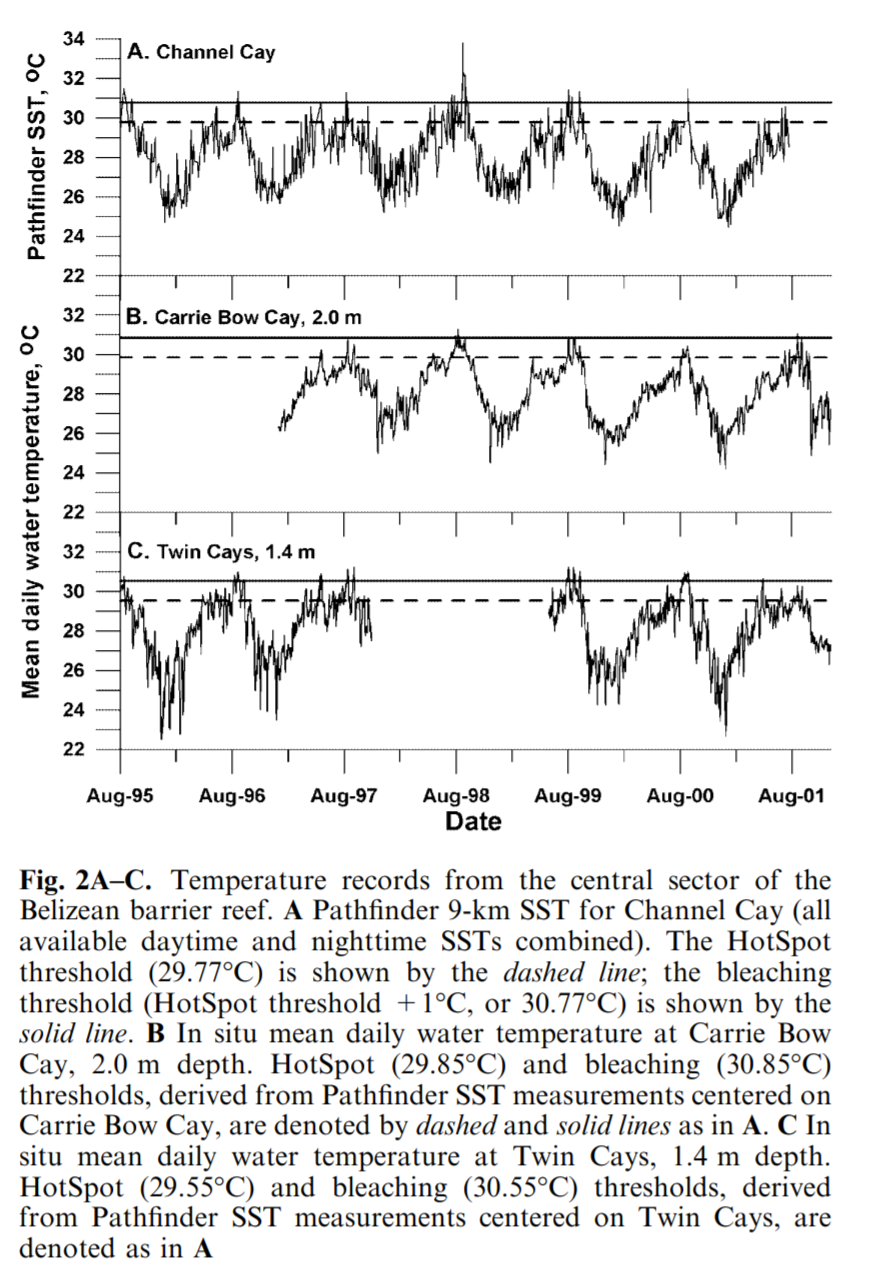 34
A. Channel Cay
32
30
28
26
24
22
Pathfinder SST, ºC
32
B. Carrie Bow Cay, 2.0 m
30
28
26
24
22
32
C. Twin Cays, 1.4 m
30
28
26
24
22
Mean daily water temperature, ºC
Aug-95 Aug-96 Aug-97 Aug-98 Aug-99 Aug-00 Aug-01
Date
Fig. 2A–C. Temperature records from the central sector of the
Belizean barrier reef. A Pathfinder 9-km SST for Channel Cay (all
available daytime and nighttime SSTs combined). The HotSpot
threshold (29.77°C) is shown by the dashed line; the bleaching
threshold (HotSpot threshold +1°C, or 30.77°C) is shown by the
solid line. B In situ mean daily water temperature at Carrie Bow
Cay, 2.0 m depth. HotSpot (29.85°C) and bleaching (30.85°C)
thresholds, derived from Pathfinder SST measurements centered on
Carrie Bow Cay, are denoted by dashed and solid lines as in A. C In
situ mean daily water temperature at Twin Cays, 1.4 m depth.
HotSpot (29.55°C) and bleaching (30.55°C) thresholds, derived
from Pathfinder SST measurements centered on Twin Cays, are
denoted as in A